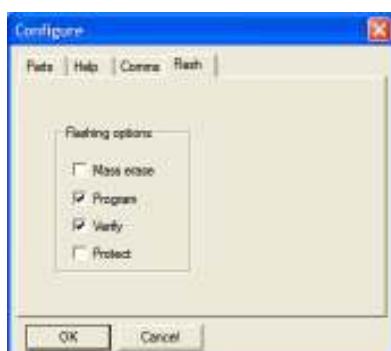 Configure
Parts Help Comms Flash
Flashing options
Mass erase
Program
Verify
Protect
OK Cancel